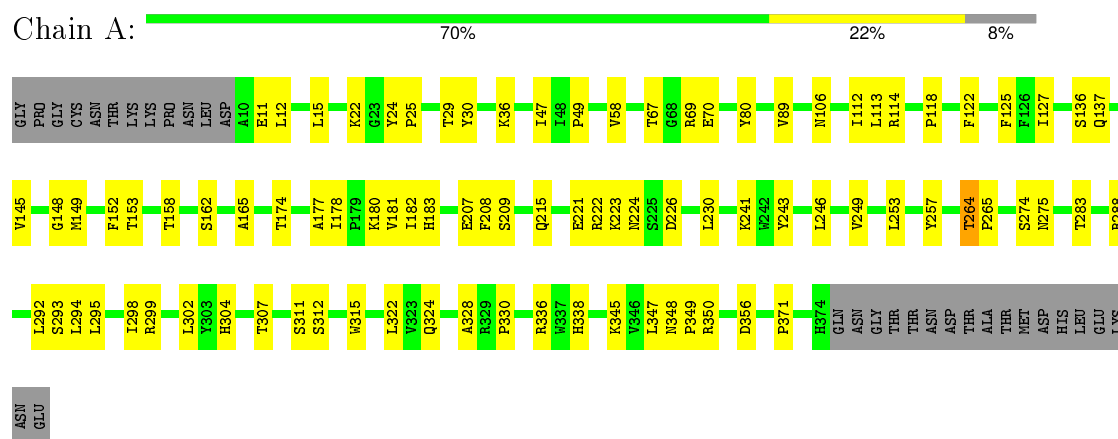 Chain A:
70% 22% 8%
GLY PRO GLY CYS ASN THR LYS LYS PRO ASN LEU ASP A10 E11 L12 L15 K22 G23 Y24 P25 T29 Y30 K36 I47 I48 P49 V58 T67 G68 R69 E70 Y80 V89 N106 I112 L113 R114 P118 F122 F125 F126 I127 S136 Q137
V145 G148 M149 F152 T153 T158 S162 A165 T174 A177 I178 P179 K180 V181 I182 H183 E207 F208 S209 Q215 E221 R222 K223 N224 S225 D226 L230 K241 W242 Y243 L246 V249 L253 Y257 T264 P265 S274 N275 T283
L292 S293 L294 L295 I298 R299 L302 Y303 H304 T307 S311 S312 W315 L322 V323 Q324 A328 R329 P330 R336 W337 H338 K345 V346 L347 N348 P349 R350 D356 P371 H374 GLN ASN GLY THR THR ASN ASP THR ALA THR MET ASP HIS LEU GLU LYS
ASN GLU